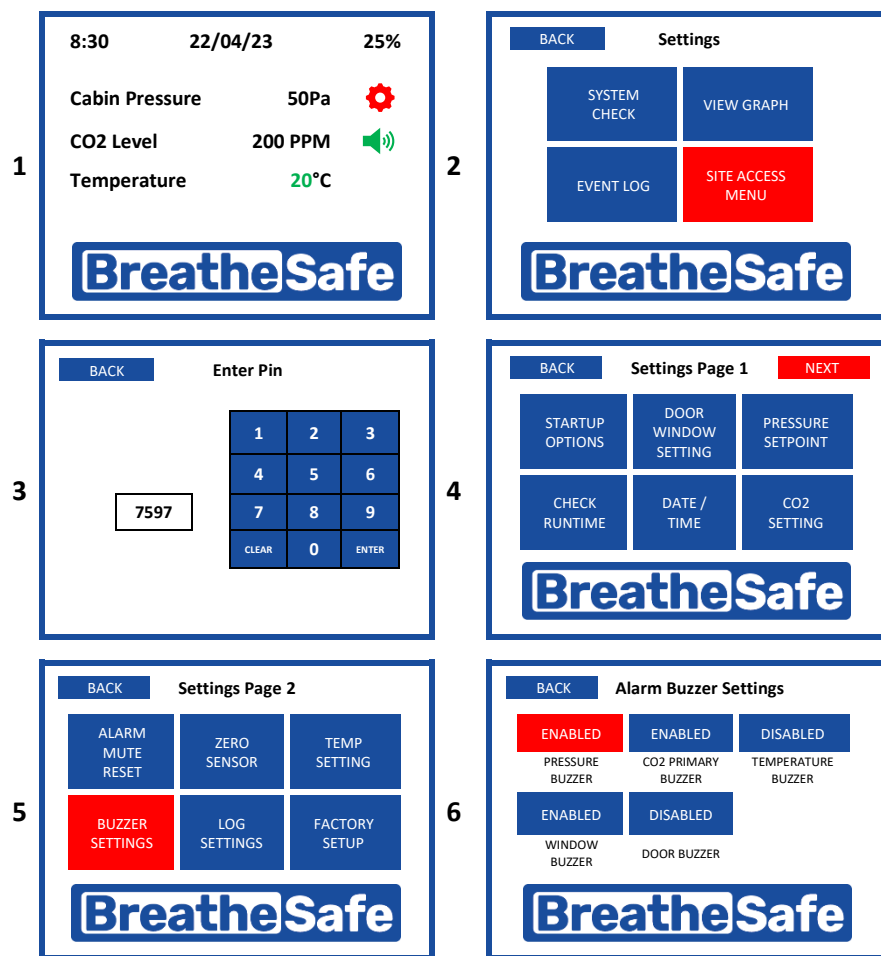 1
8:30 22/04/23 25%
Cabin Pressure 50Pa
CO2 Level 200 PPM
Temperature 20°C
BreatheSafe
2
BACK Settings
SYSTEM
CHECK
VIEW GRAPH
EVENT LOG
SITE ACCESS
MENU
BreatheSafe
3
BACK Enter Pin
7597
1 2 3
4 5 6
7 8 9
CLEAR 0 ENTER
4
BACK Settings Page 1 NEXT
STARTUP
OPTIONS
DOOR
WINDOW
SETTING
PRESSURE
SETPOINT
CHECK
RUNTIME
DATE /
TIME
CO2
SETTING
BreatheSafe
5
BACK Settings Page 2
ALARM
MUTE
RESET
ZERO
SENSOR
TEMP
SETTING
BUZZER
SETTINGS
LOG
SETTINGS
FACTORY
SETUP
BreatheSafe
6
BACK Alarm Buzzer Settings
ENABLED
PRESSURE
BUZZER
ENABLED
CO2 PRIMARY
BUZZER
DISABLED
TEMPERATURE
BUZZER
ENABLED
WINDOW
BUZZER
DISABLED
DOOR BUZZER
BreatheSafe